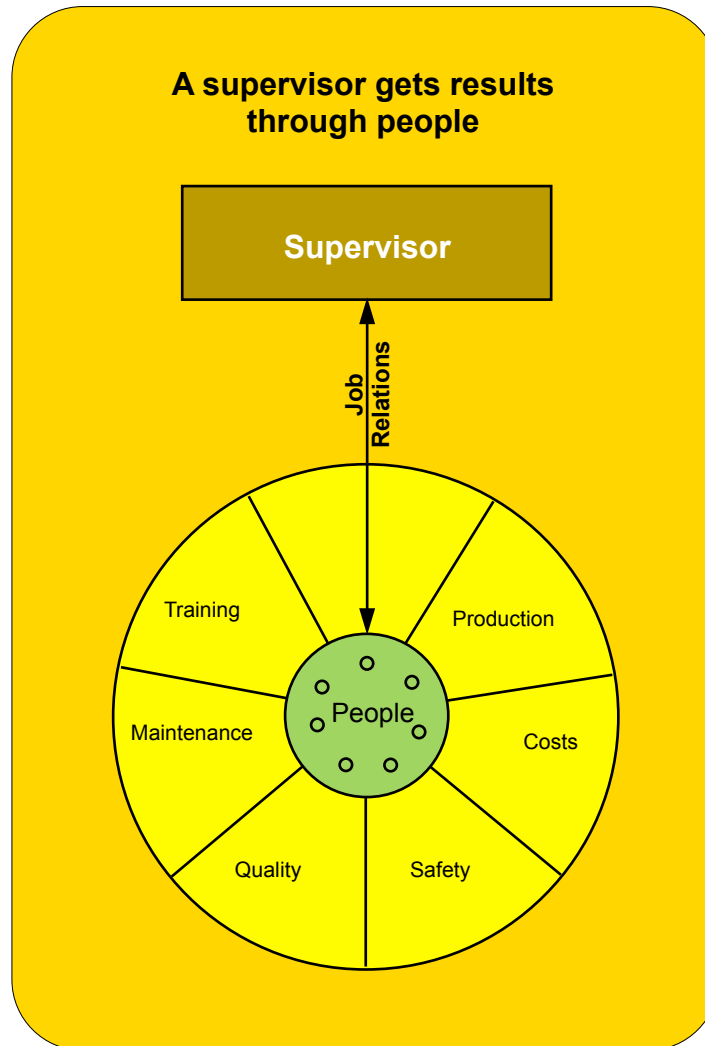 A supervisor gets results
through people
Supervisor
Job
Relations
Training
Production
People
Maintenance
Costs
Quality
Safety